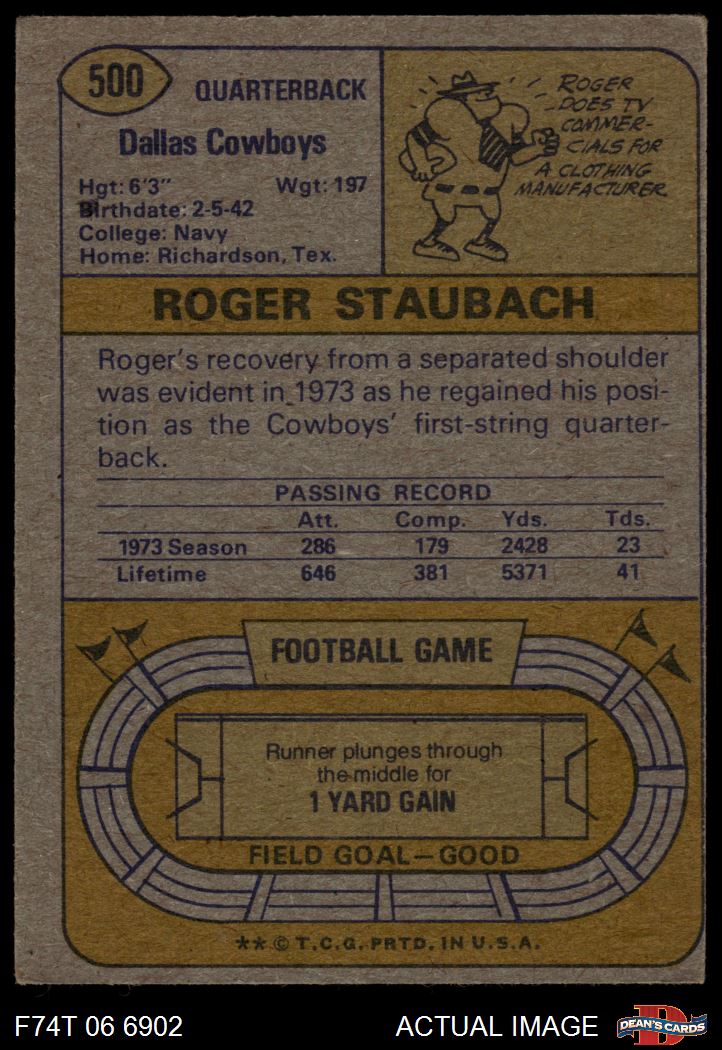 500
QUARTERBACK
Dallas Cowboys
Hgt: 6'3" Wgt: 197
Birthdate: 2-5-42
College: Navy
Home: Richardson, Tex.
ROGER
DOES TV
COMMER-
CIALS FOR
A CLOTHING
MANUFACTURER.
ROGER STAUBACH
Roger's recovery from a separated shoulder
was evident in 1973 as he regained his posi-
tion as the Cowboys' first-string quarter-
back.
PASSING RECORD
Att. Comp. Yds. Tds.
1973 Season 286 179 2428 23
Lifetime 646 381 5371 41
FOOTBALL GAME
Runner plunges through
the middle for
1 YARD GAIN
FIELD GOAL—GOOD
** © T.C.G. PRTD. IN U.S.A.
F74T 06 6902 ACTUAL IMAGE
D
DEAN'S CARDS